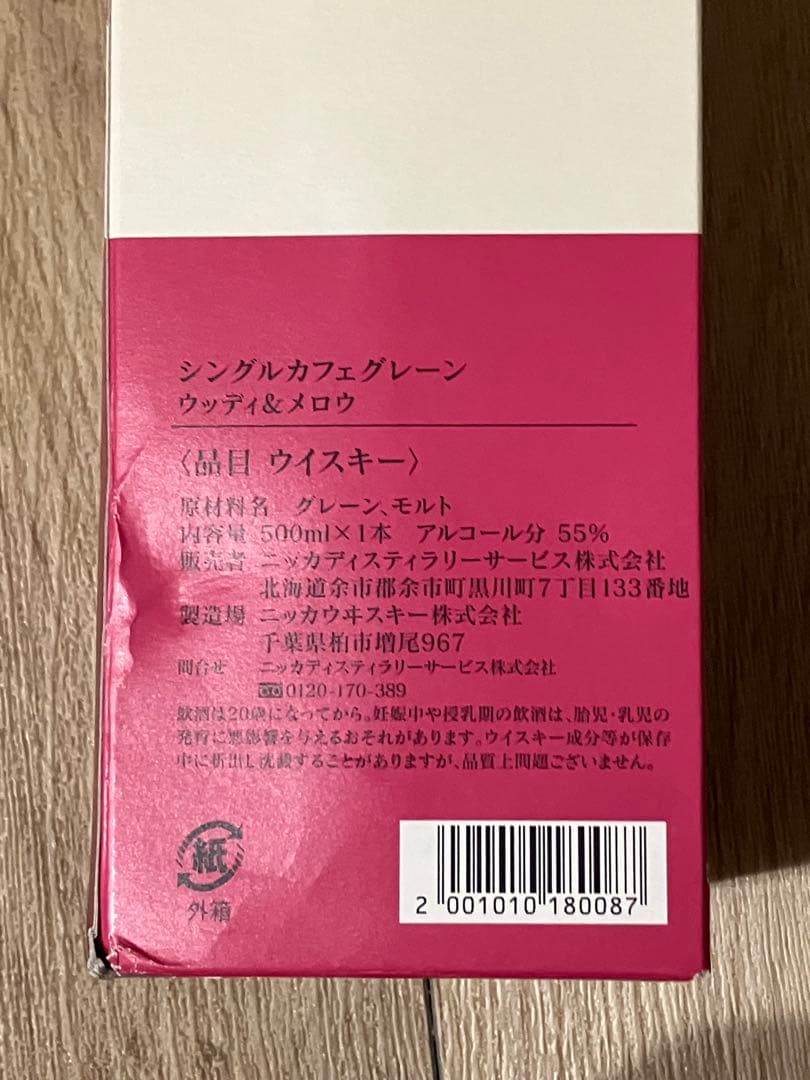 シングルカフェグレーン
ウッディ&メロウ
〈品目 ウイスキー〉
原材料名 グレーン、モルト
内容量 500ml×1本 アルコール分 55%
販売者 ニッカディスティラリーサービス株式会社
北海道余市郡余市町黒川町7丁目133番地
製造場 ニッカウヰスキー株式会社
千葉県柏市増尾967
問合せ ニッカディスティラリーサービス株式会社
0120-170-389
飲酒は20歳になってから。妊娠中や授乳期の飲酒は、胎児・乳児の
発育に悪影響を与えるおそれがあります。ウイスキー成分等が保存
中に析出し沈澱することがありますが、品質上問題ございません。
紙
外箱
2 001010 180087